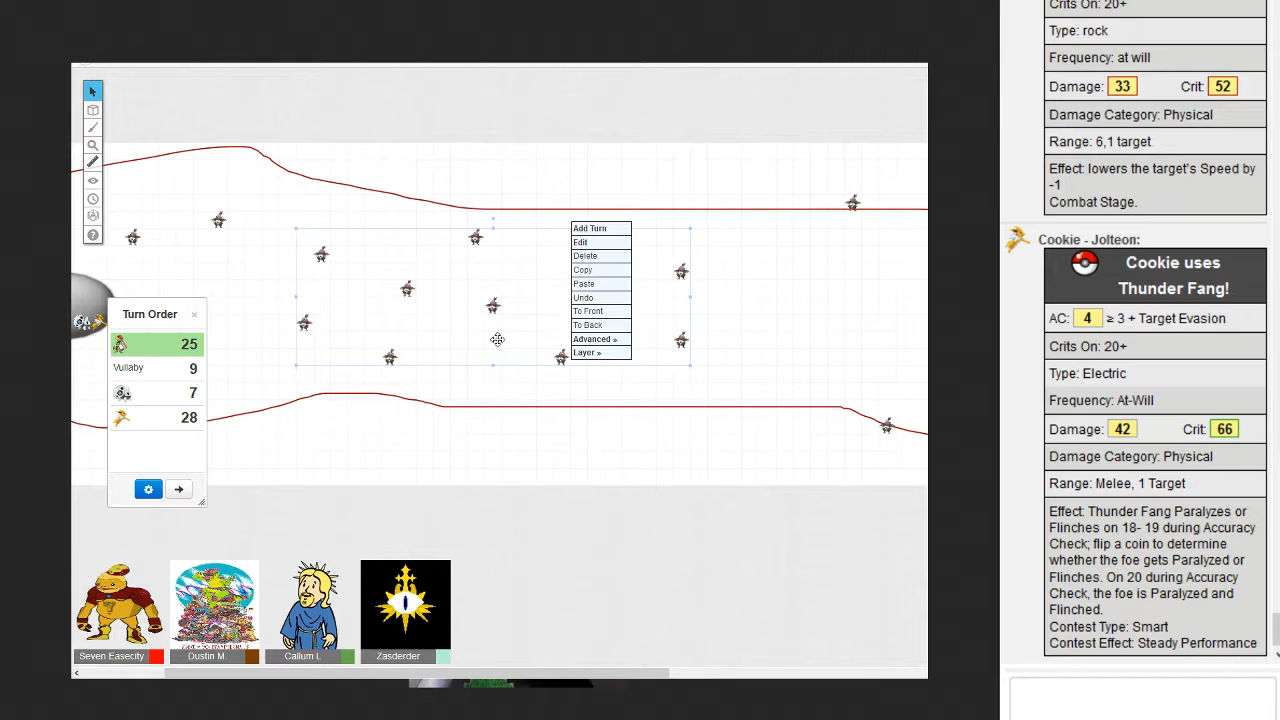 Add Turn
Edit
Delete
Copy
Paste
Undo
To Front
To Back
Advanced »
Layer »
Turn Order ×
25
Vullaby 9
7
28
Seven Easecity
Dustin M.
Callum L.
Zasderder
Crits On: 20+
Type: rock
Frequency: at will
Damage: 33 Crit: 52
Damage Category: Physical
Range: 6,1 target
Effect: lowers the target's Speed by
-1
Combat Stage.
Cookie - Jolteon:
Cookie uses
Thunder Fang!
AC: 4 ≥ 3 + Target Evasion
Crits On: 20+
Type: Electric
Frequency: At-Will
Damage: 42 Crit: 66
Damage Category: Physical
Range: Melee, 1 Target
Effect: Thunder Fang Paralyzes or
Flinches on 18- 19 during Accuracy
Check; flip a coin to determine
whether the foe gets Paralyzed or
Flinches. On 20 during Accuracy
Check, the foe is Paralyzed and
Flinched.
Contest Type: Smart
Contest Effect: Steady Performance